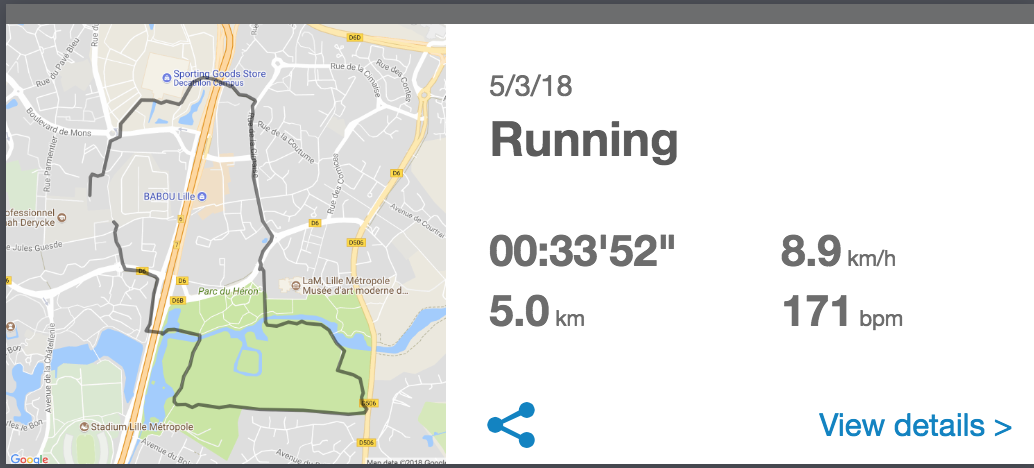 D6D
Rue du Pavé Bleu
Sporting Goods Store
Decathlon Campus
Rue de la Cimaise
Rue des Comtes
Boulevard de Mons
Rue Parmentier
Rue de la Coutume
D6
BABOU Lille
Rue des Comices
ofessionnel
ah Derycke
Avenue de Courtrai
D6
D506
e Jules Guesde
D6
D6
LaM, Lille Métropole
Musée d'art moderne d...
Parc du Héron
D6B
Avenue de la Châtellenie
D506
Stadium Lille Métropole
D506
Avenue du Bol
Google
Map data ©2018 Google
5/3/18
Running
00:33'52"
8.9 km/h
5.0 km
171 bpm
View details >